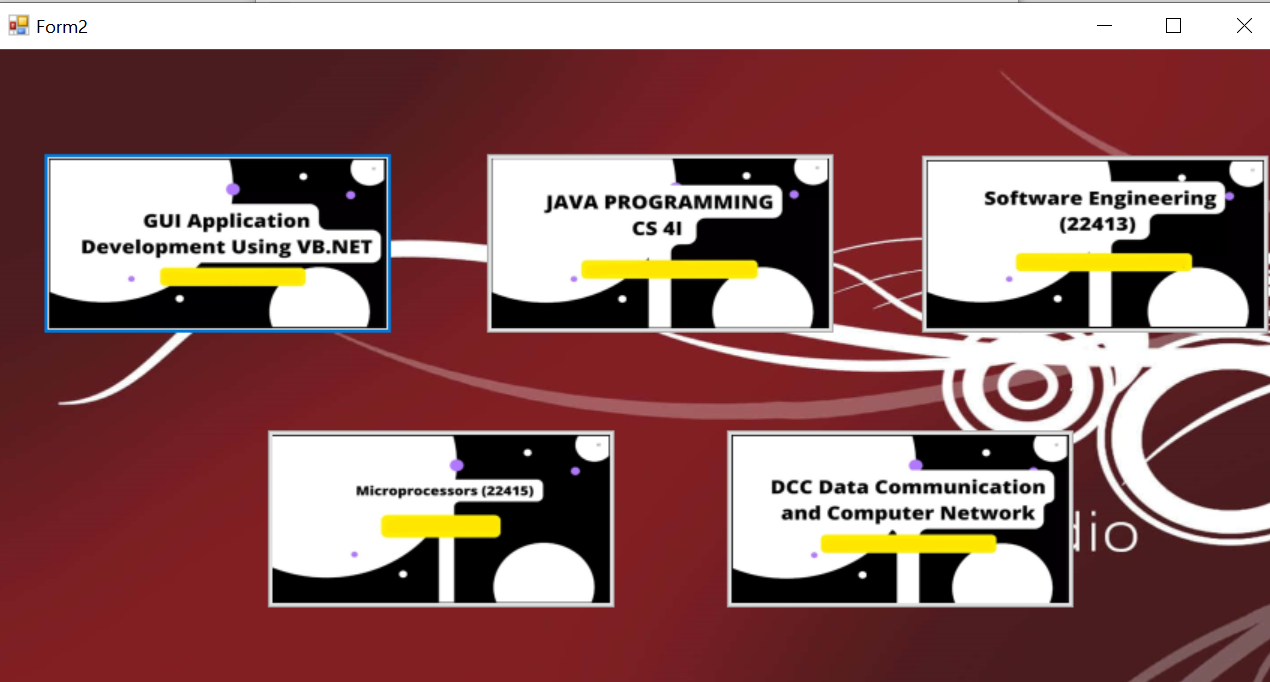 Form2
GUI Application
Development Using VB.NET
JAVA PROGRAMMING
CS 4I
Software Engineering
(22413)
Microprocessors (22415)
DCC Data Communication
and Computer Network
dio